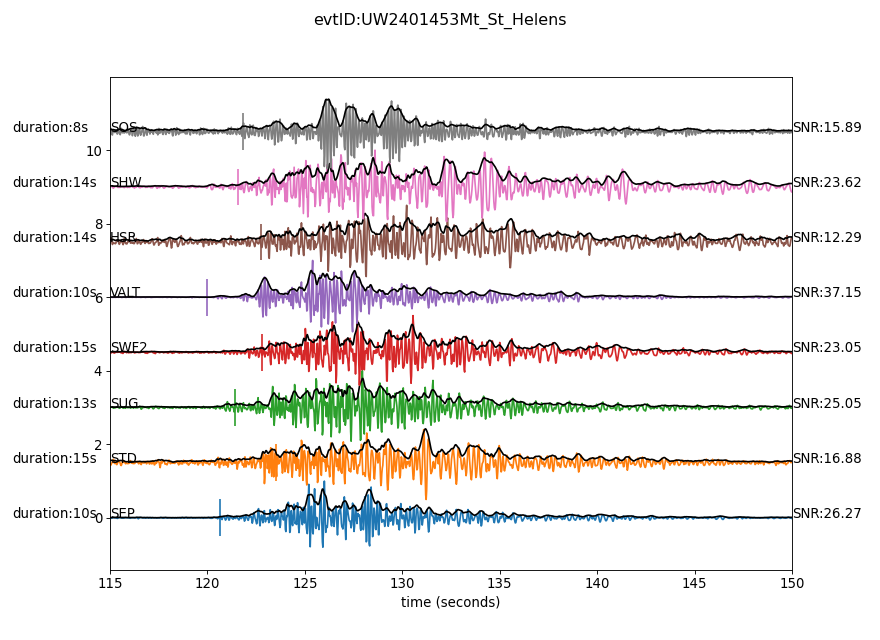 evtID:UW2401453Mt_St_Helens
duration:8s SOS SNR:15.89
10
duration:14s SHW SNR:23.62
8
duration:14s HSR SNR:12.29
duration:10s VALT SNR:37.15
6
duration:15s SWF2 SNR:23.05
4
duration:13s SUG SNR:25.05
2
duration:15s STD SNR:16.88
duration:10s SEP SNR:26.27
0
115 120 125 130 135 140 145 150
time (seconds)